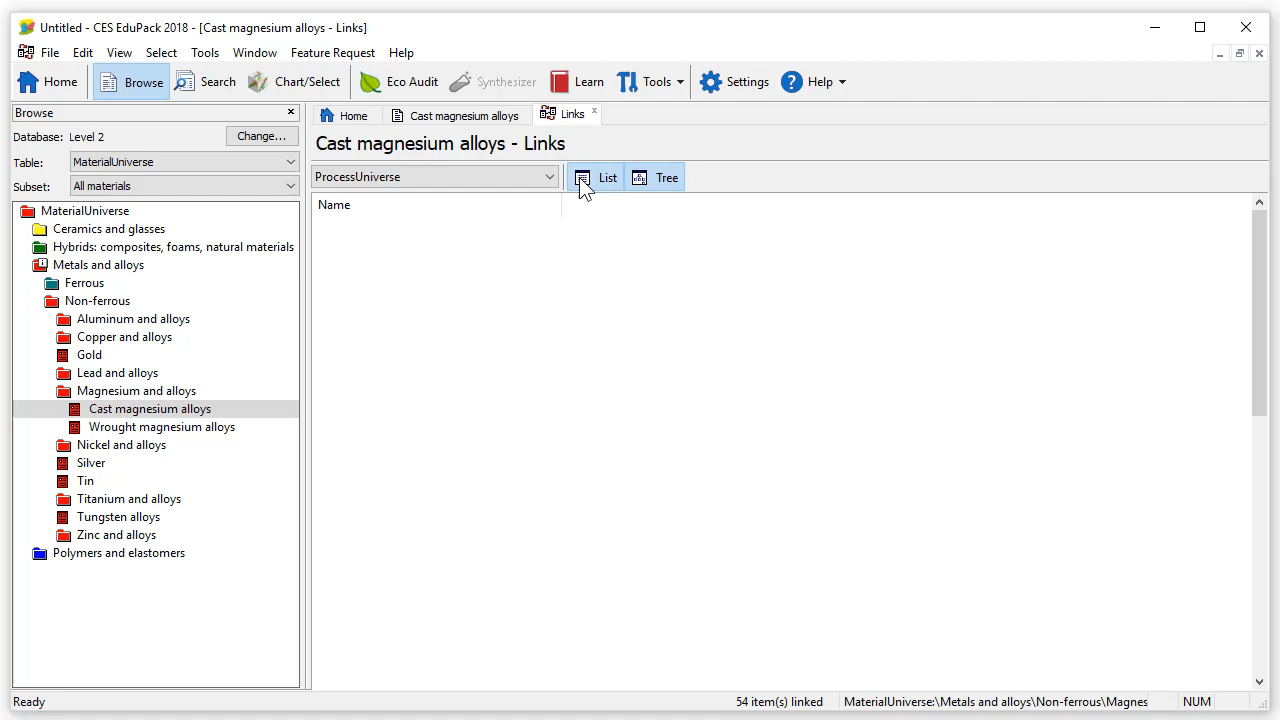 Untitled - CES EduPack 2018 - [Cast magnesium alloys - Links]
File Edit View Select Tools Window Feature Request Help
Home Browse Search Chart/Select Eco Audit Synthesizer Learn Tools Settings Help
Browse
Database: Level 2 Change...
Table: MaterialUniverse
Subset: All materials
MaterialUniverse
Ceramics and glasses
Hybrids: composites, foams, natural materials
Metals and alloys
Ferrous
Non-ferrous
Aluminum and alloys
Copper and alloys
Gold
Lead and alloys
Magnesium and alloys
Cast magnesium alloys
Wrought magnesium alloys
Nickel and alloys
Silver
Tin
Titanium and alloys
Tungsten alloys
Zinc and alloys
Polymers and elastomers
Home Cast magnesium alloys Links
Cast magnesium alloys - Links
ProcessUniverse List Tree
Name
Ready 54 item(s) linked MaterialUniverse:\Metals and alloys\Non-ferrous\Magnes NUM